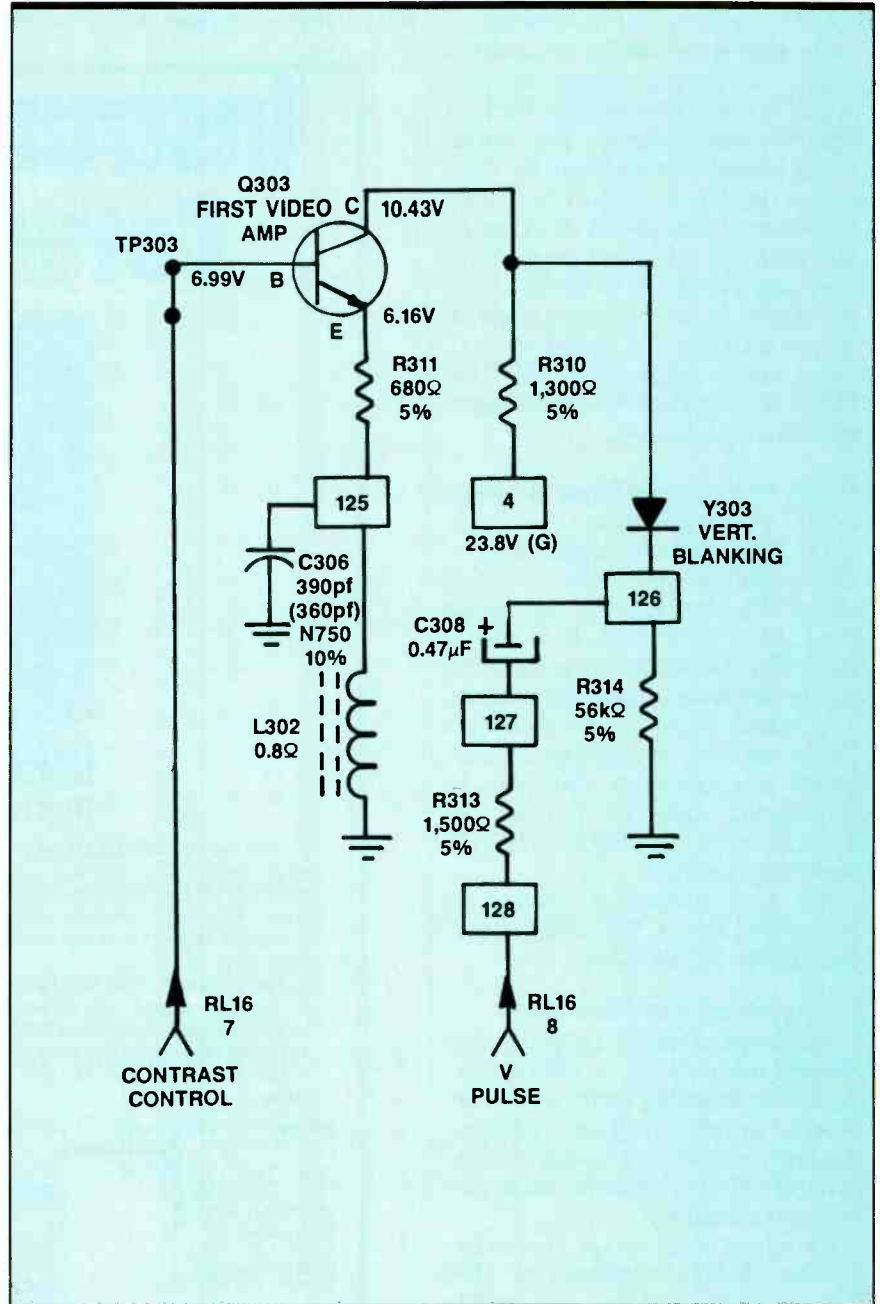 Q303
FIRST VIDEO
AMP
C
10.43V
TP303
6.99V
B
E
6.16V
R311
680Ω
5%
R310
1,300Ω
5%
125
4
23.8V (G)
Y303
VERT.
BLANKING
C306
390pf
(360pf)
N750
10%
126
C308 +
0.47μF
R314
56kΩ
5%
127
L302
0.8Ω
R313
1,500Ω
5%
128
RL16
7
RL16
8
CONTRAST
CONTROL
V
PULSE